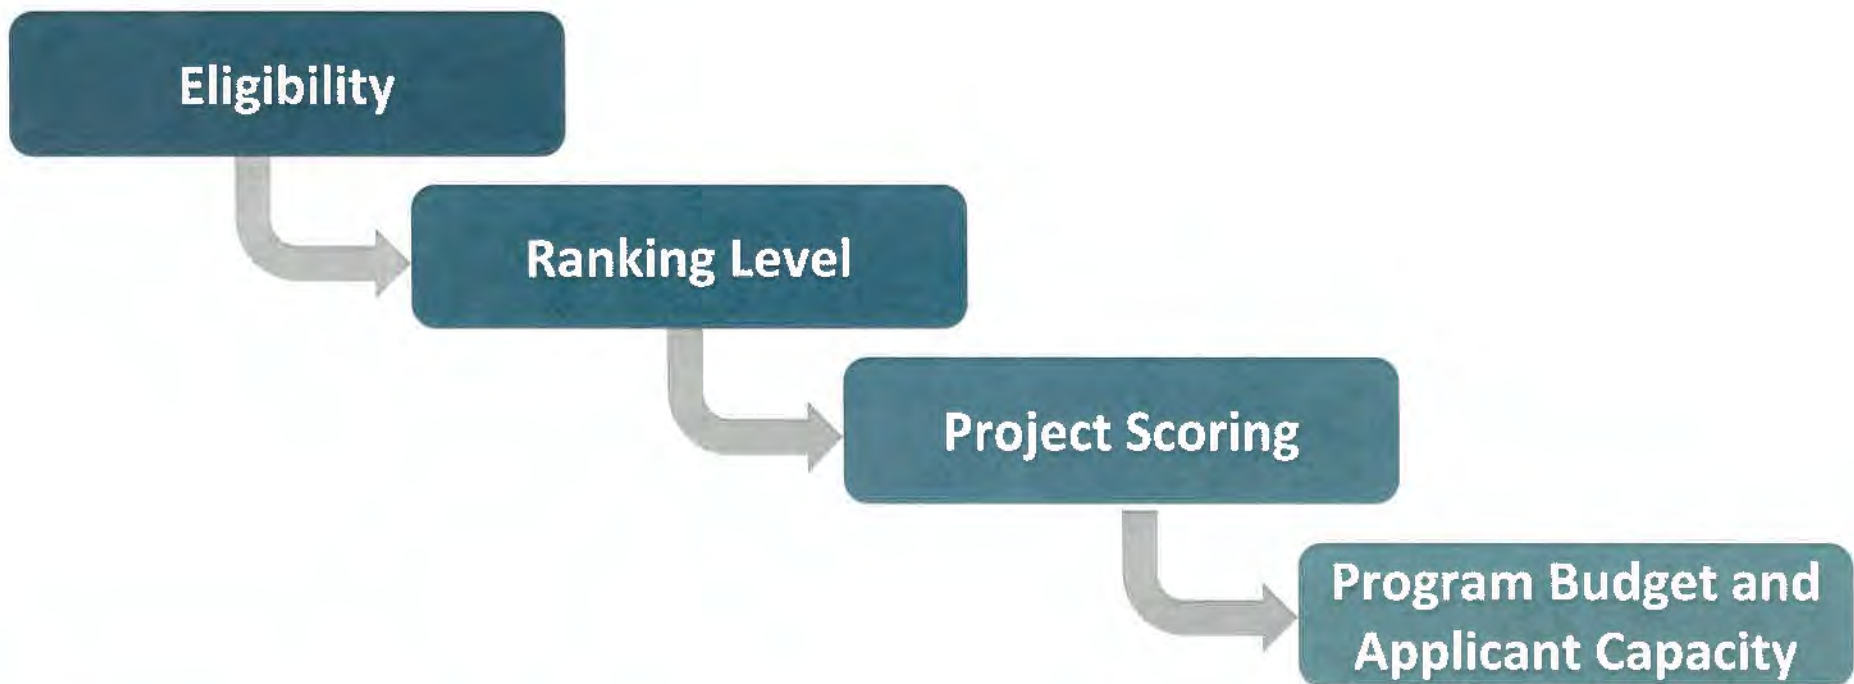 Eligibility
Ranking Level
Project Scoring
Program Budget and
Applicant Capacity